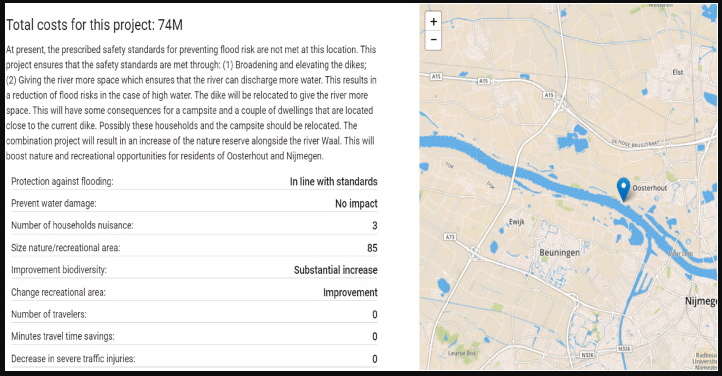 Total costs for this project: 74M
At present, the prescribed safety standards for preventing flood risk are not met at this location. This
project ensures that the safety standards are met through: (1) Broadening and elevating the dikes;
(2) Giving the river more space which ensures that the river can discharge more water. This results in
a reduction of flood risks in the case of high water. The dike will be relocated to give the river more
space. This will have some consequences for a campsite and a couple of dwellings that are located
close to the current dike. Possibly these households and the campsite should be relocated. The
combination project will result in an increase of the nature reserve alongside the river Waal. This will
boost nature and recreational opportunities for residents of Oosterhout and Nijmegen.
Protection against flooding: In line with standards
Prevent water damage: No impact
Number of households nuisance: 3
Size nature/recreational area: 85
Improvement biodiversity: Substantial increase
Change recreational area: Improvement
Number of travelers: 0
Minutes travel time savings: 0
Decrease in severe traffic injuries: 0
+
−
Elst
A15
A15
A15
DE HOGE BRUGSTRAAT
Oosterhout
Ewijk
A73
Beuningen
Nijmeg
Leurse Bos
N326
N326
Radbou
Universit
Nijmege